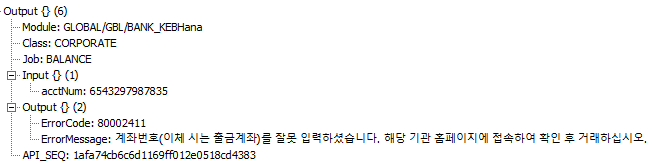 Output {} (6)
Module: GLOBAL/GBL/BANK_KEBHana
Class: CORPORATE
Job: BALANCE
Input {} (1)
acctNum: 6543297987835
Output {} (2)
ErrorCode: 80002411
ErrorMessage: 계좌번호(이체 시는 출금계좌)를 잘못 입력하셨습니다. 해당 기관 홈페이지에 접속하여 확인 후 거래하십시오.
API_SEQ: 1afa74cb6c6d1169ff012e0518cd4383